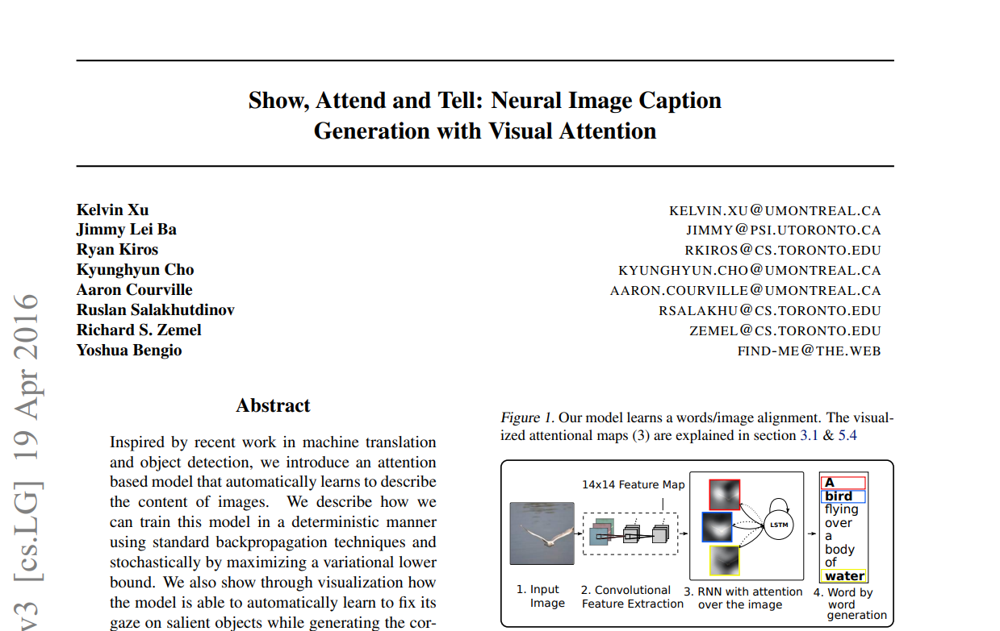 Show, Attend and Tell: Neural Image Caption
Generation with Visual Attention
Kelvin Xu KELVIN.XU@UMONTREAL.CA
Jimmy Lei Ba JIMMY@PSI.UTORONTO.CA
Ryan Kiros RKIROS@CS.TORONTO.EDU
Kyunghyun Cho KYUNGHYUN.CHO@UMONTREAL.CA
Aaron Courville AARON.COURVILLE@UMONTREAL.CA
Ruslan Salakhutdinov RSALAKHU@CS.TORONTO.EDU
Richard S. Zemel ZEMEL@CS.TORONTO.EDU
Yoshua Bengio FIND-ME@THE.WEB
v3 [cs.LG] 19 Apr 2016
Abstract
Inspired by recent work in machine translation
and object detection, we introduce an attention
based model that automatically learns to describe
the content of images. We describe how we
can train this model in a deterministic manner
using standard backpropagation techniques and
stochastically by maximizing a variational lower
bound. We also show through visualization how
the model is able to automatically learn to fix its
gaze on salient objects while generating the cor-
Figure 1. Our model learns a words/image alignment. The visual-
ized attentional maps (3) are explained in section 3.1 & 5.4
14x14 Feature Map
LSTM
A
bird
flying
over
a
body
of
water
1. Input
Image
2. Convolutional
Feature Extraction
3. RNN with attention
over the image
4. Word by
word
generation